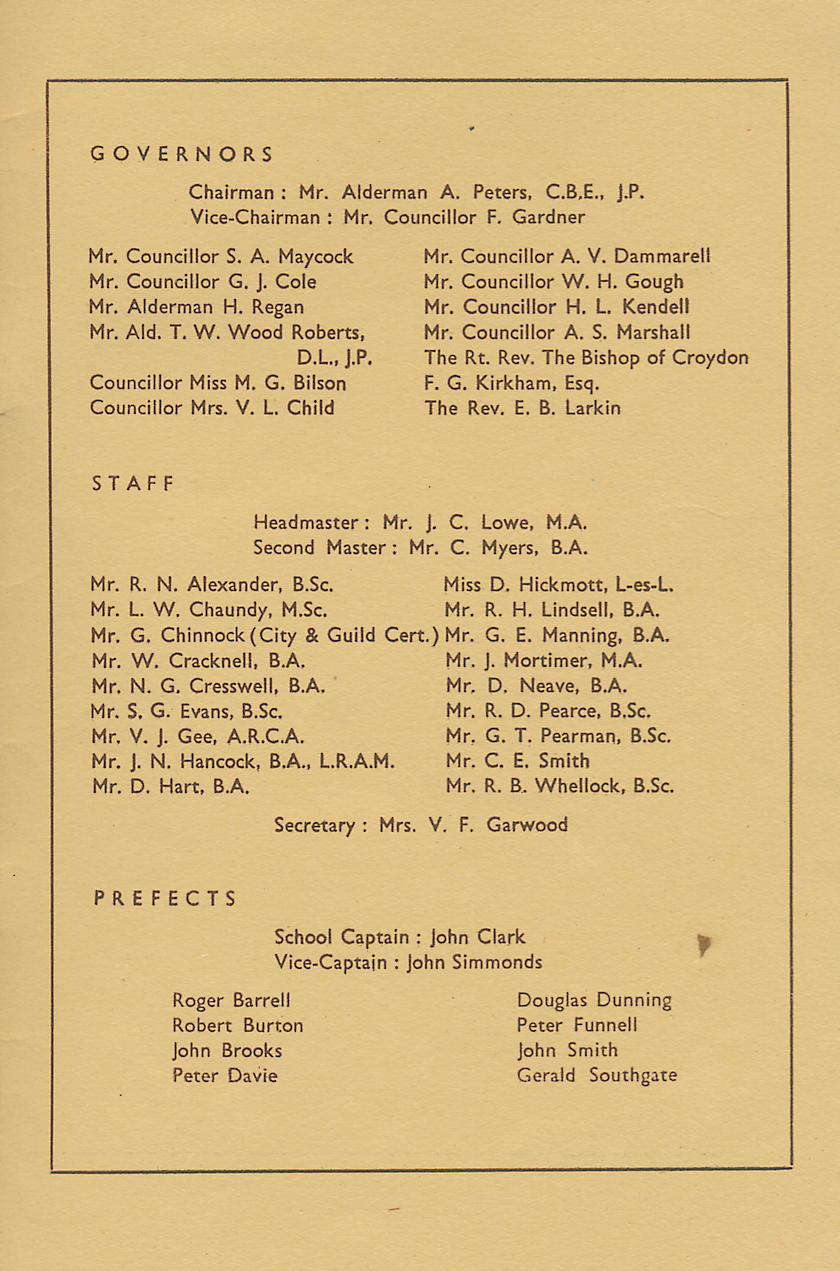 GOVERNORS
Chairman : Mr. Alderman A. Peters, C.B.E., J.P.
Vice-Chairman : Mr. Councillor F. Gardner
Mr. Councillor S. A. Maycock
Mr. Councillor G. J. Cole
Mr. Alderman H. Regan
Mr. Ald. T. W. Wood Roberts,
D.L., J.P.
Councillor Miss M. G. Bilson
Councillor Mrs. V. L. Child
Mr. Councillor A. V. Dammarell
Mr. Councillor W. H. Gough
Mr. Councillor H. L. Kendell
Mr. Councillor A. S. Marshall
The Rt. Rev. The Bishop of Croydon
F. G. Kirkham, Esq.
The Rev. E. B. Larkin
STAFF
Headmaster : Mr. J. C. Lowe, M.A.
Second Master : Mr. C. Myers, B.A.
Mr. R. N. Alexander, B.Sc.
Mr. L. W. Chaundy, M.Sc.
Mr. G. Chinnock (City & Guild Cert.)
Mr. W. Cracknell, B.A.
Mr. N. G. Cresswell, B.A.
Mr. S. G. Evans, B.Sc.
Mr. V. J. Gee, A.R.C.A.
Mr. J. N. Hancock, B.A., L.R.A.M.
Mr. D. Hart, B.A.
Miss D. Hickmott, L-es-L.
Mr. R. H. Lindsell, B.A.
Mr. G. E. Manning, B.A.
Mr. J. Mortimer, M.A.
Mr. D. Neave, B.A.
Mr. R. D. Pearce, B.Sc.
Mr. G. T. Pearman, B.Sc.
Mr. C. E. Smith
Mr. R. B. Whellock, B.Sc.
Secretary : Mrs. V. F. Garwood
PREFECTS
School Captain : John Clark
Vice-Captain : John Simmonds
Roger Barrell
Robert Burton
John Brooks
Peter Davie
Douglas Dunning
Peter Funnell
John Smith
Gerald Southgate